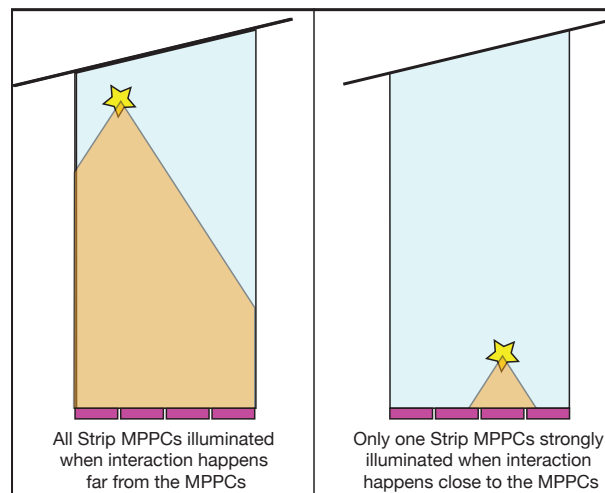 All Strip MPPCs illuminated
when interaction happens
far from the MPPCs
Only one Strip MPPCs strongly
illuminated when interaction
happens close to the MPPCs